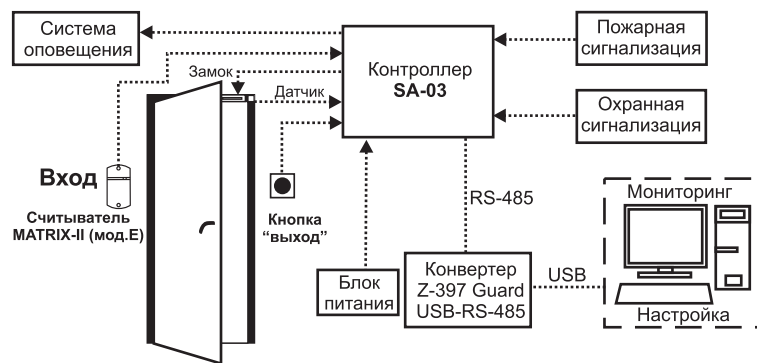 Система
оповещения
Контроллер
SA-03
Пожарная
сигнализация
Замок
Датчик
Охранная
сигнализация
Вход
Считыватель
MATRIX-II (мод.Е)
Кнопка
“выход”
RS-485
Мониторинг
Блок
питания
Конвертер
Z-397 Guard
USB-RS-485
USB
Настройка